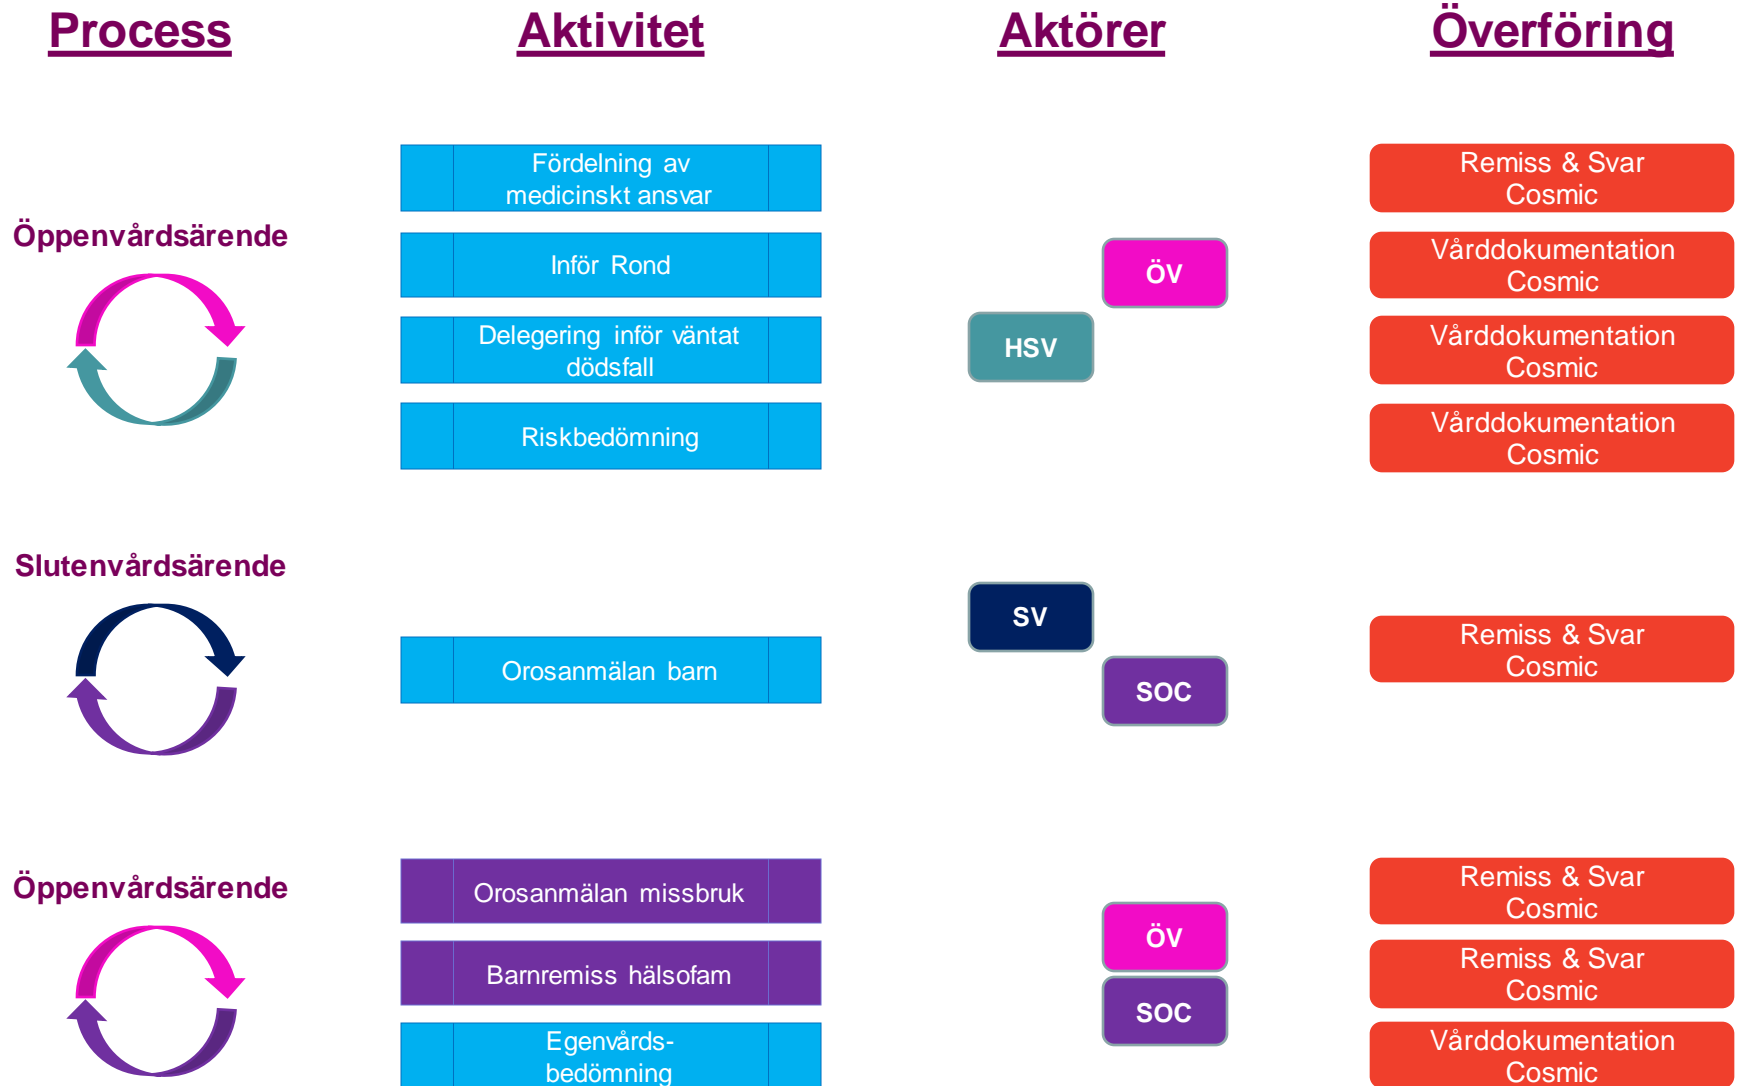 Process
Aktivitet
Aktörer
Överföring
Öppenvårdsärende
Fördelning av
medicinskt ansvar
Inför Rond
Delegering inför väntat
dödsfall
Riskbedömning
ÖV
HSV
Remiss & Svar
Cosmic
Vårddokumentation
Cosmic
Vårddokumentation
Cosmic
Vårddokumentation
Cosmic
Slutenvårdsärende
Orosanmälan barn
SV
SOC
Remiss & Svar
Cosmic
Öppenvårdsärende
Orosanmälan missbruk
Barnremiss hälsofam
Egenvårds-
bedömning
ÖV
SOC
Remiss & Svar
Cosmic
Remiss & Svar
Cosmic
Vårddokumentation
Cosmic